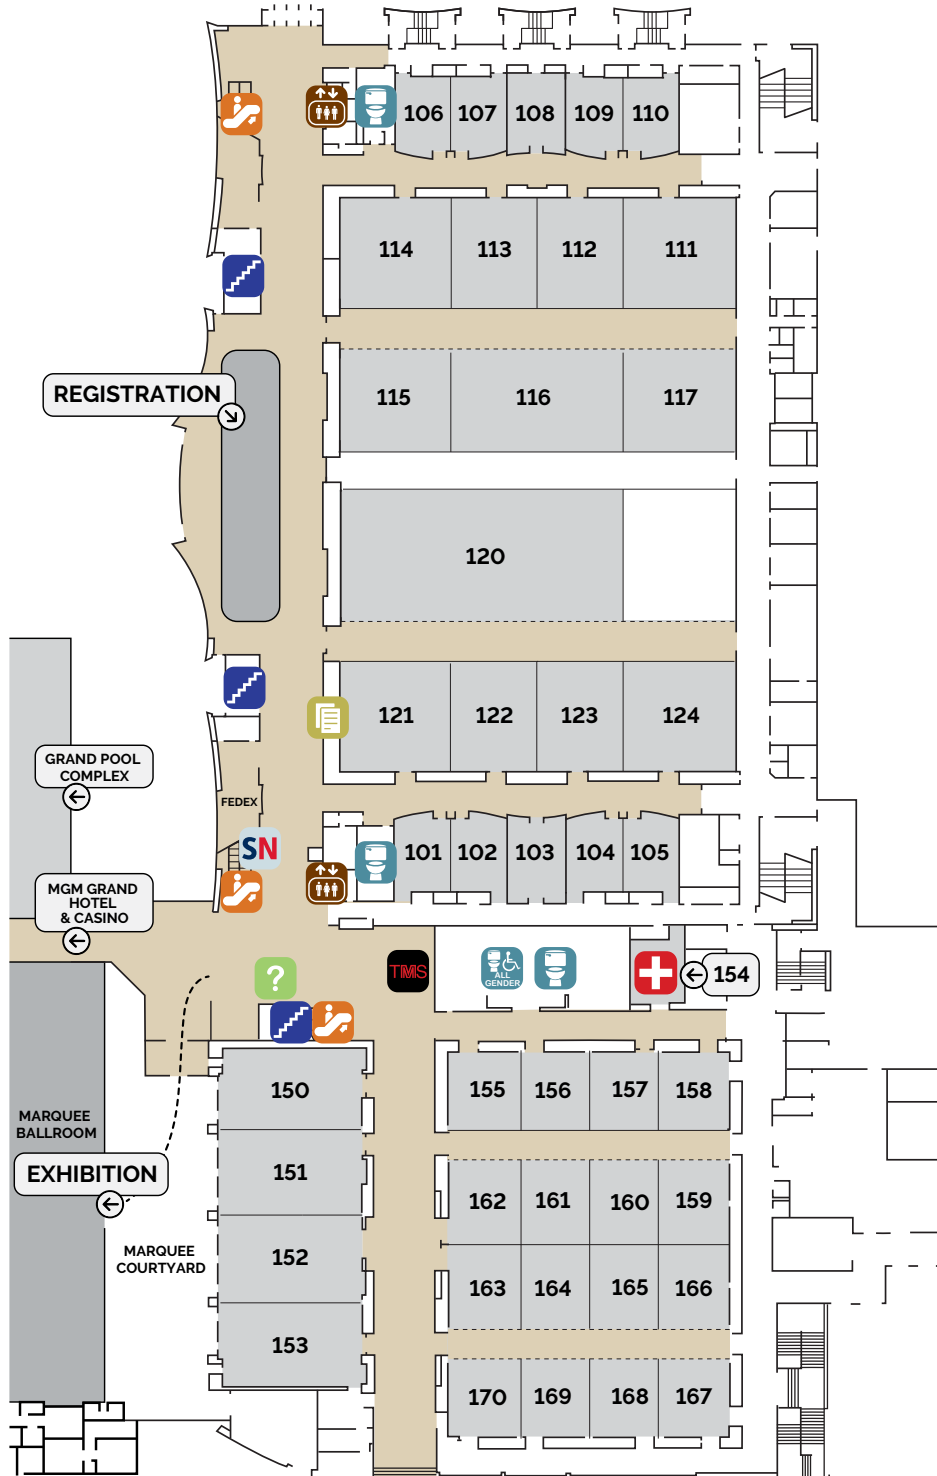 106 107 108 109 110
114 113 112 111
REGISTRATION
115 116 117
120
121 122 123 124
GRAND POOL
COMPLEX
FEDEX
SN
101 102 103 104 105
MGM GRAND
HOTEL
& CASINO
?
TMS
ALL
GENDER
154
150
155 156 157 158
MARQUEE
BALLROOM
151
EXHIBITION
162 161 160 159
MARQUEE
COURTYARD
152
163 164 165 166
153
170 169 168 167